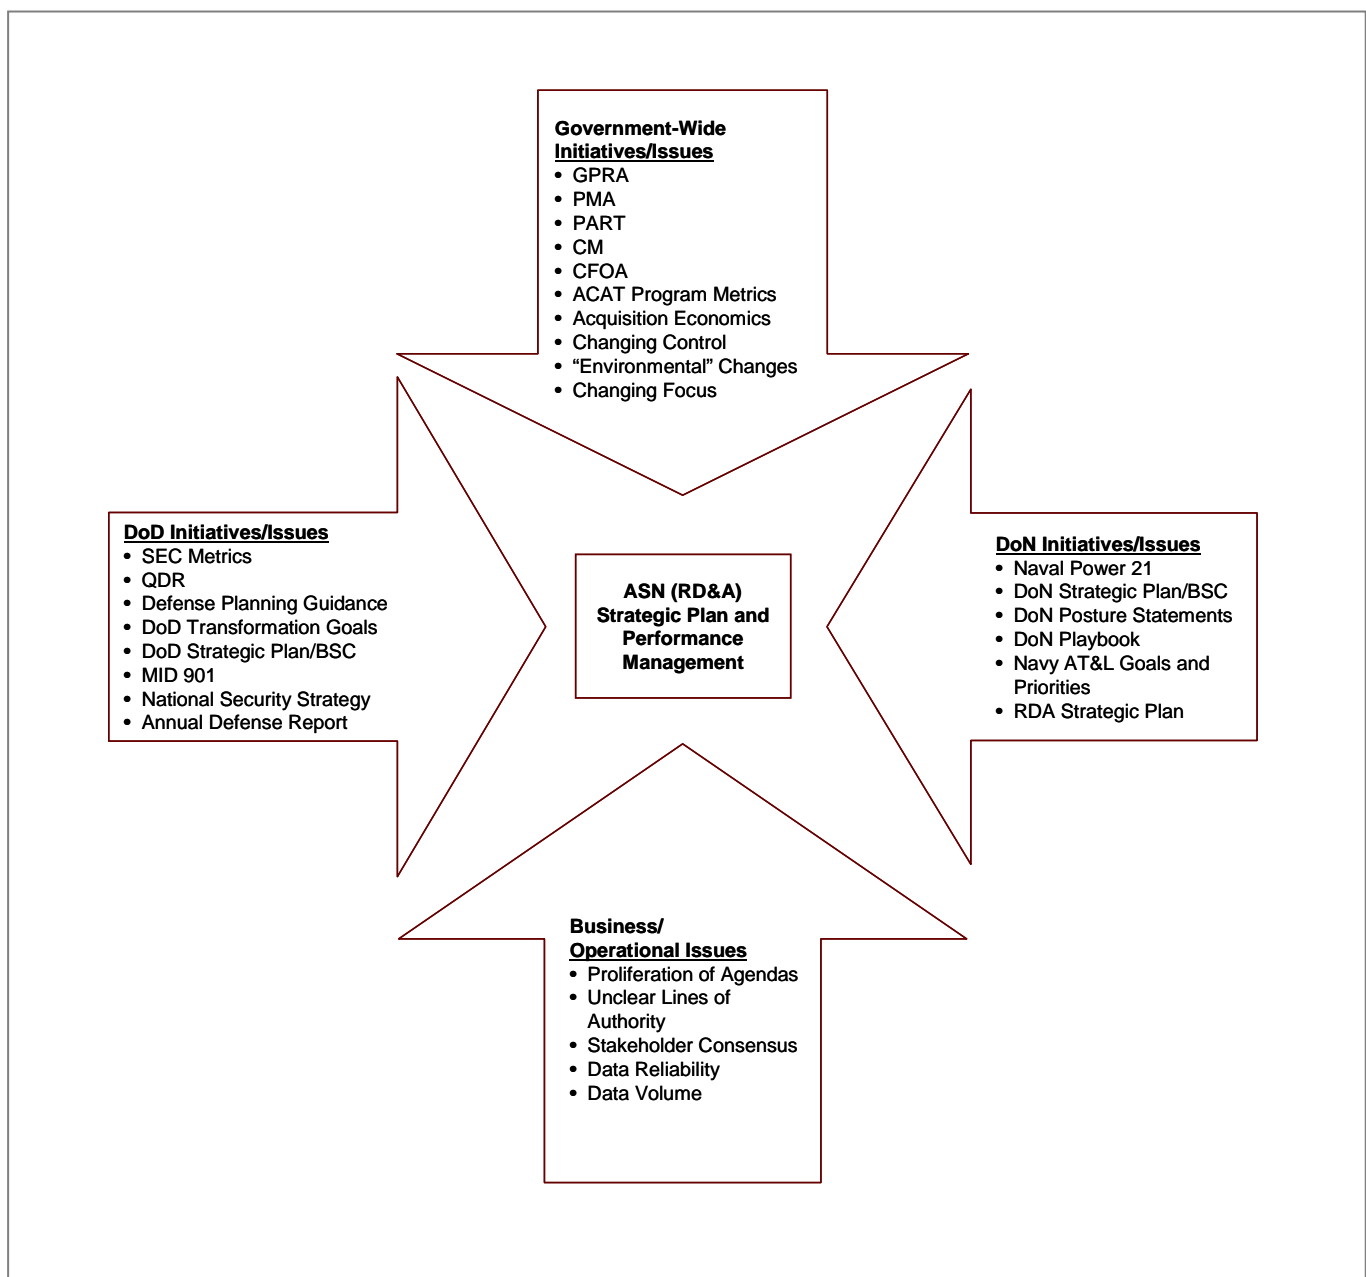 Government-Wide
Initiatives/Issues
• GPRA
• PMA
• PART
• CM
• CFOA
• ACAT Program Metrics
• Acquisition Economics
• Changing Control
• “Environmental” Changes
• Changing Focus
DoD Initiatives/Issues
• SEC Metrics
• QDR
• Defense Planning Guidance
• DoD Transformation Goals
• DoD Strategic Plan/BSC
• MID 901
• National Security Strategy
• Annual Defense Report
ASN (RD&A)
Strategic Plan and
Performance
Management
DoN Initiatives/Issues
• Naval Power 21
• DoN Strategic Plan/BSC
• DoN Posture Statements
• DoN Playbook
• Navy AT&L Goals and
Priorities
• RDA Strategic Plan
Business/
Operational Issues
• Proliferation of Agendas
• Unclear Lines of
Authority
• Stakeholder Consensus
• Data Reliability
• Data Volume